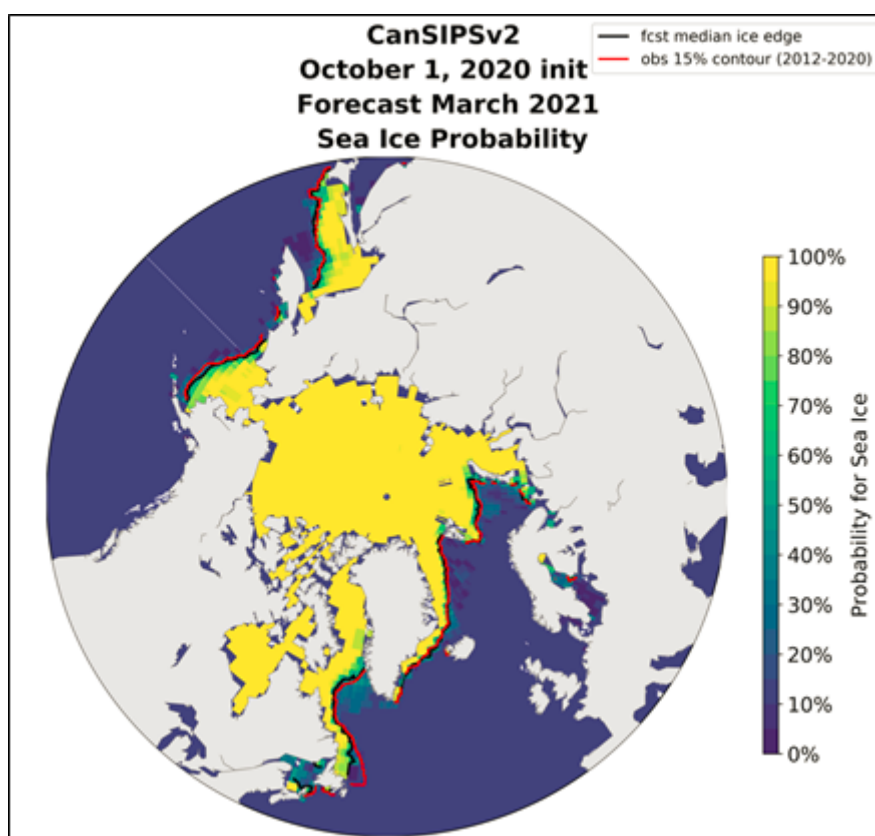 CanSIPSv2
October 1, 2020 init
Forecast March 2021
Sea Ice Probability
fcst median ice edge
obs 15% contour (2012-2020)
100%
90%
80%
70%
60%
50%
40%
30%
20%
10%
0%
Probability for Sea Ice